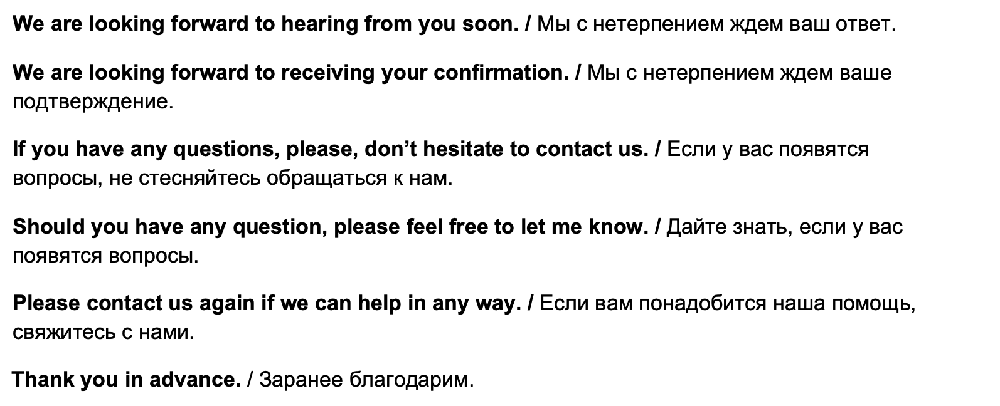 We are looking forward to hearing from you soon. / Мы с нетерпением ждем ваш ответ.
We are looking forward to receiving your confirmation. / Мы с нетерпением ждем ваше
подтверждение.
If you have any questions, please, don’t hesitate to contact us. / Если у вас появятся
вопросы, не стесняйтесь обращаться к нам.
Should you have any question, please feel free to let me know. / Дайте знать, если у вас
появятся вопросы.
Please contact us again if we can help in any way. / Если вам понадобится наша помощь,
свяжитесь с нами.
Thank you in advance. / Заранее благодарим.